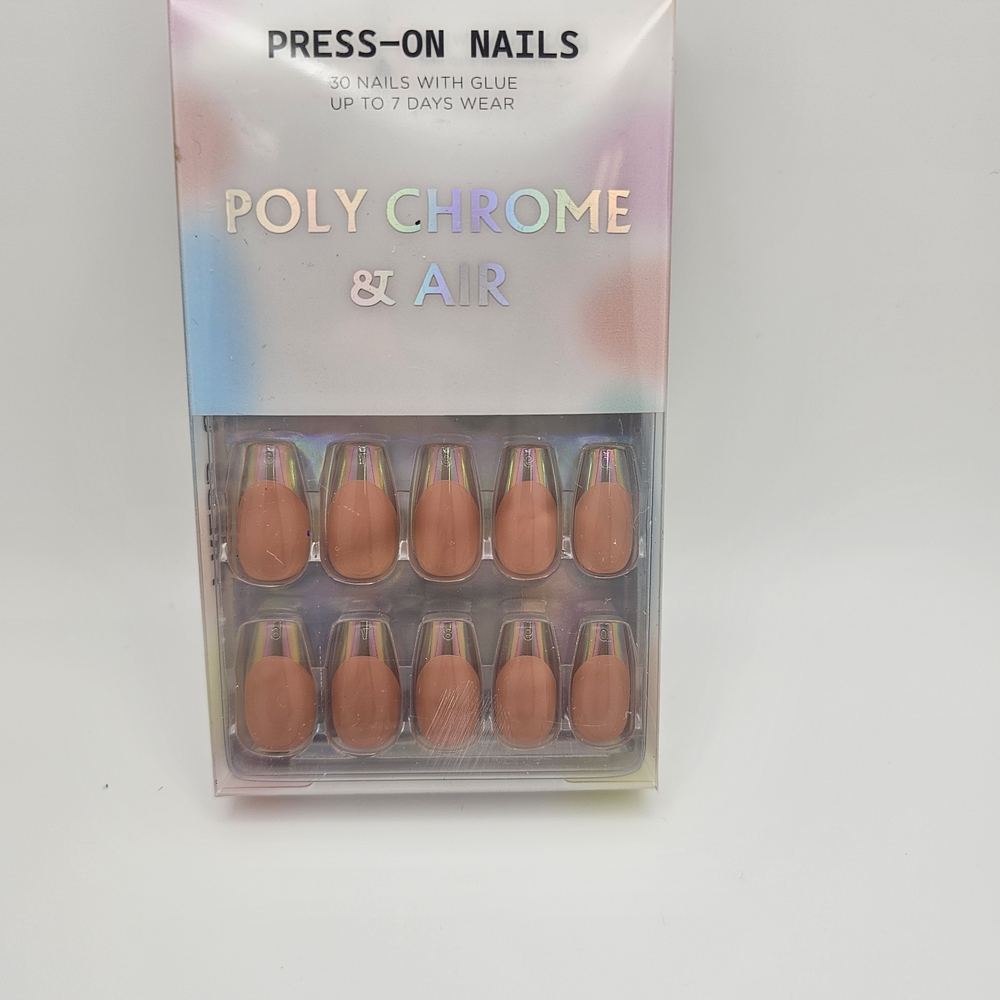 PRESS-ON NAILS
30 NAILS WITH GLUE
UP TO 7 DAYS WEAR
POLY CHROME
& AIR